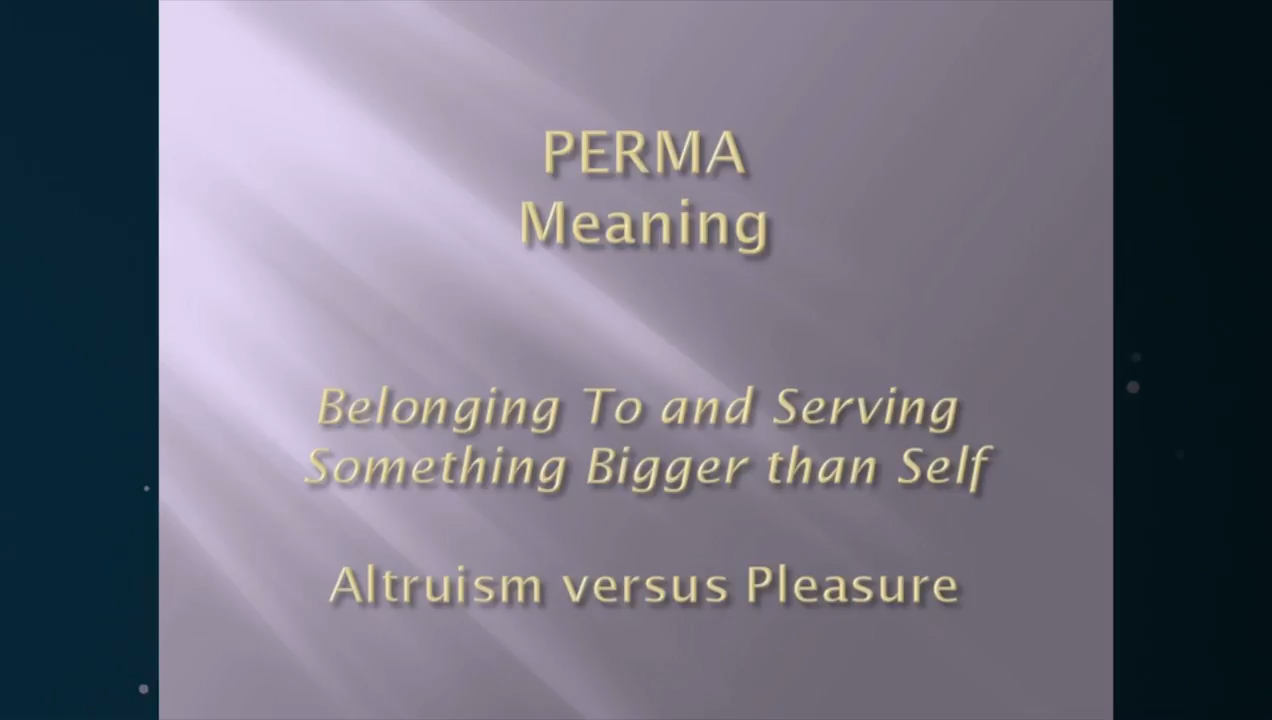 PERMA
Meaning
Belonging To and Serving
Something Bigger than Self
Altruism versus Pleasure